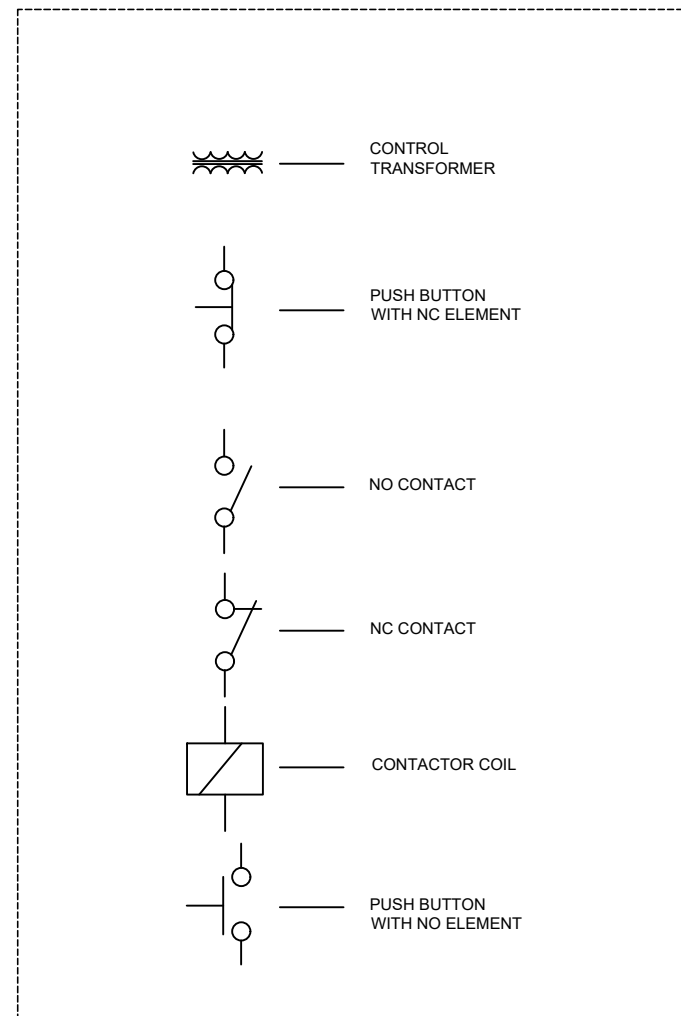 CONTROL
TRANSFORMER
PUSH BUTTON
WITH NC ELEMENT
NO CONTACT
NC CONTACT
CONTACTOR COIL
PUSH BUTTON
WITH NO ELEMENT